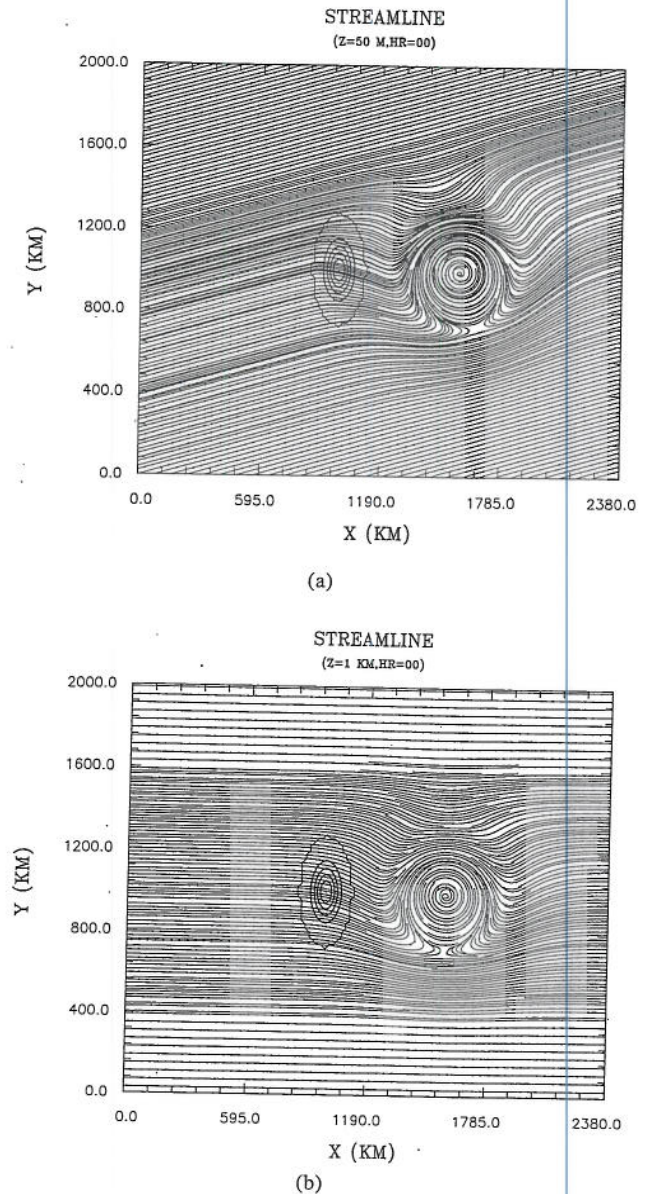 STREAMLINE
(Z=50 M,HR=00)
2000.0
1600.0
1200.0
Y (KM)
800.0
400.0
0.0
0.0 595.0 1190.0 1785.0 2380.0
X (KM)
(a)
STREAMLINE
(Z=1 KM,HR=00)
2000.0
1600.0
1200.0
Y (KM)
800.0
400.0
0.0
0.0 595.0 1190.0 1785.0 2380.0
X (KM)
(b)